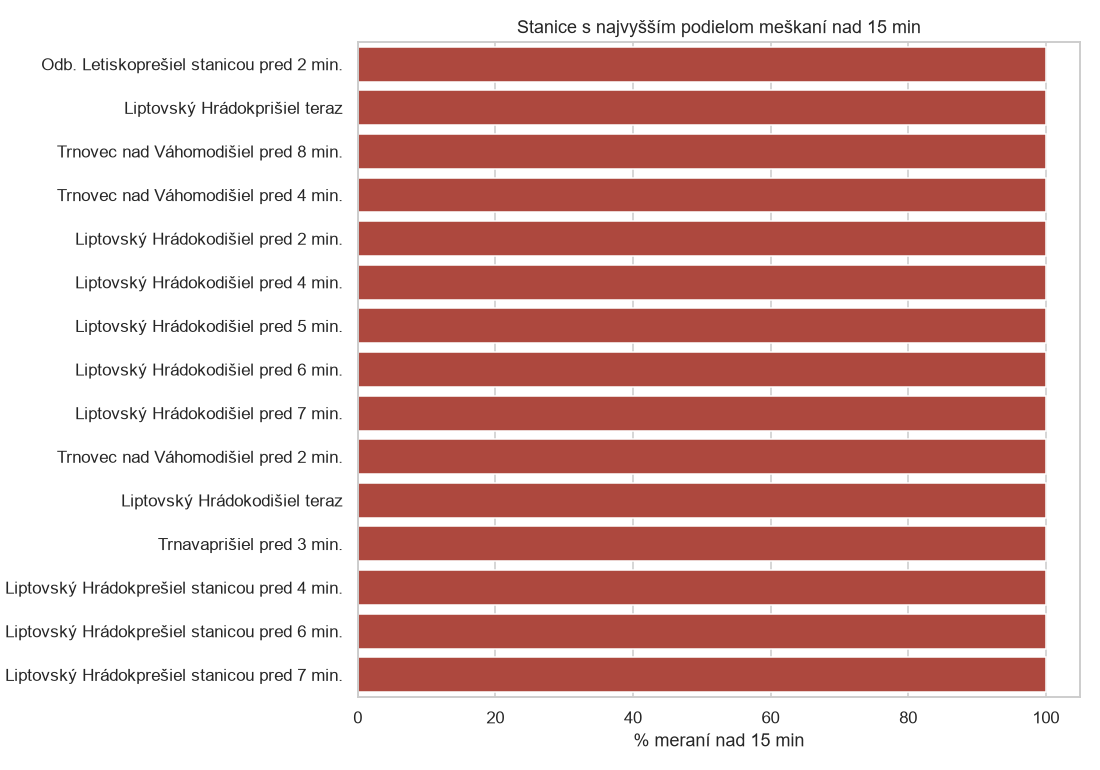 Stanice s najvyšším podielom meškaní nad 15 min
Odb. Letiskoprešiel stanicou pred 2 min.
Liptovský Hrádokprišiel teraz
Trnovec nad Váhomodišiel pred 8 min.
Trnovec nad Váhomodišiel pred 4 min.
Liptovský Hrádokodišiel pred 2 min.
Liptovský Hrádokodišiel pred 4 min.
Liptovský Hrádokodišiel pred 5 min.
Liptovský Hrádokodišiel pred 6 min.
Liptovský Hrádokodišiel pred 7 min.
Trnovec nad Váhomodišiel pred 2 min.
Liptovský Hrádokodišiel teraz
Trnavaprišiel pred 3 min.
Liptovský Hrádokprešiel stanicou pred 4 min.
Liptovský Hrádokprešiel stanicou pred 6 min.
Liptovský Hrádokprešiel stanicou pred 7 min.
0 20 40 60 80 100
% meraní nad 15 min